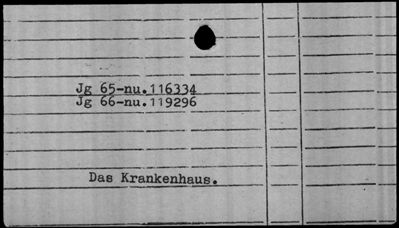 Jg 65-nu.116334
Jg 66-nu.119296
Das Krankenhaus.